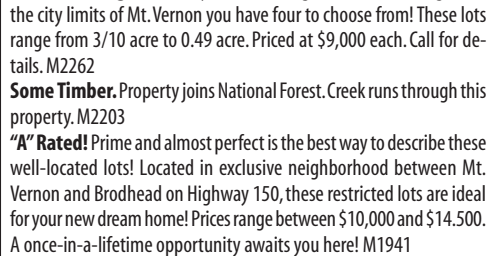 the city limits of Mt. Vernon you have four to choose from! These lots
range from 3/10 acre to 0.49 acre. Priced at $9,000 each. Call for de-
tails. M2262
Some Timber. Property joins National Forest. Creek runs through this
property. M2203
“A” Rated! Prime and almost perfect is the best way to describe these
well-located lots! Located in exclusive neighborhood between Mt.
Vernon and Brodhead on Highway 150, these restricted lots are ideal
for your new dream home! Prices range between $10,000 and $14.500.
A once-in-a-lifetime opportunity awaits you here! M1941